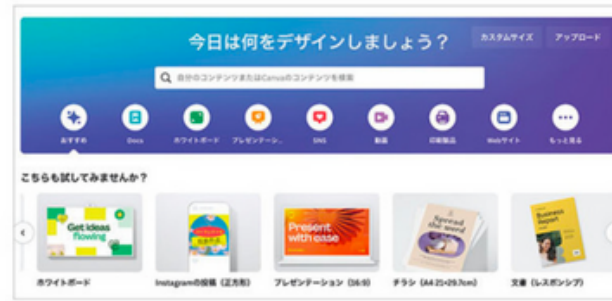 今日は何をデザインしましょう？
カスタムサイズ
アップロード
自分のコンテンツまたはCanvaのコンテンツを検索
おすすめ
Docs
ホワイトボード
プレゼンテーシ...
SNS
動画
印刷製品
Webサイト
もっと見る
こちらも試してみませんか？
Get ideas
flowing
Present
with ease
Spread
the word
Business
Report
ホワイトボード
Instagramの投稿（正方形）
プレゼンテーション（16:9）
チラシ（A4 21×29.7cm）
文書（レスポンシブ）